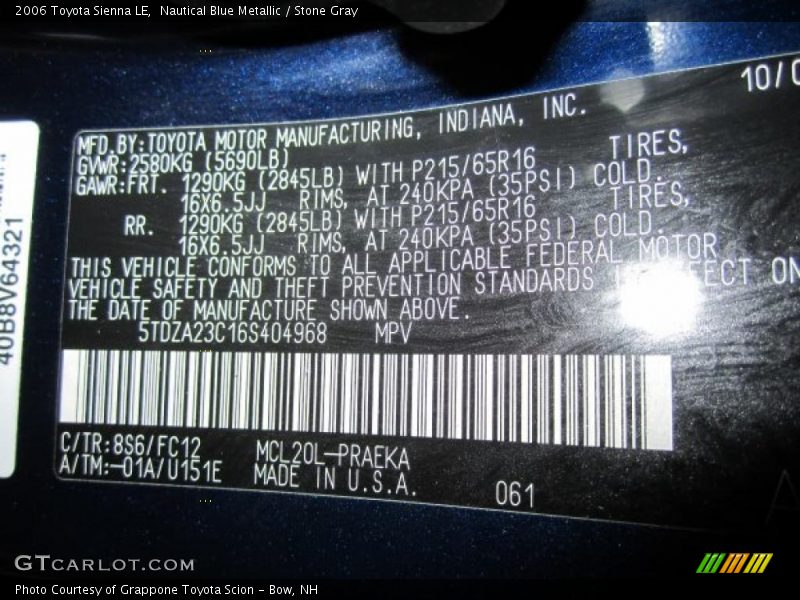 2006 Toyota Sienna LE,  Nautical Blue Metallic / Stone Gray
10/0
MFD.BY:TOYOTA MOTOR MANUFACTURING, INDIANA, INC.
GVWR:2580KG (5690LB)
GAWR:FRT. 1290KG (2845LB) WITH P215/65R16 TIRES,
16X6.5JJ RIMS, AT 240KPA (35PSI) COLD.
RR. 1290KG (2845LB) WITH P215/65R16 TIRES,
16X6.5JJ RIMS, AT 240KPA (35PSI) COLD.
THIS VEHICLE CONFORMS TO ALL APPLICABLE FEDERAL MOTOR
VEHICLE SAFETY AND THEFT PREVENTION STANDARDS ECT ON
THE DATE OF MANUFACTURE SHOWN ABOVE.
5TDZA23C16S404968 MPV
C/TR:8S6/FC12 MCL20L-PRAEKA
A/TM:-01A/U151E MADE IN U.S.A.
061
40B8V64321
GTCARLOT.COM
Photo Courtesy of Grappone Toyota Scion - Bow, NH